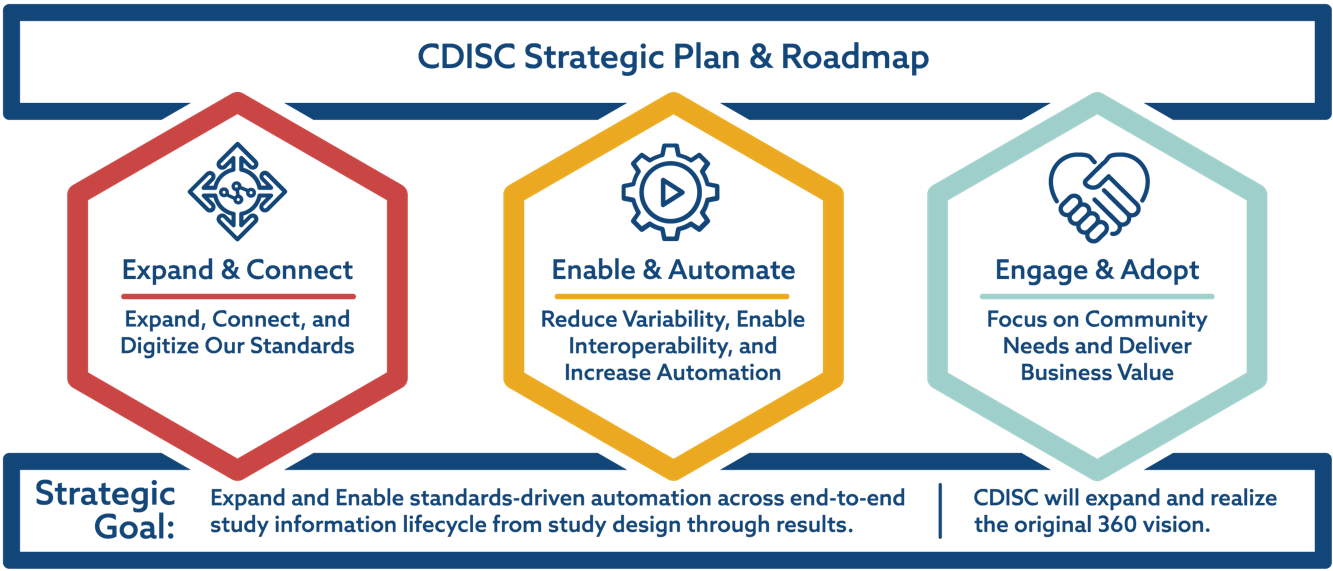 CDISC Strategic Plan & Roadmap
Expand & Connect
Expand, Connect, and
Digitize Our Standards
Enable & Automate
Reduce Variability, Enable
Interoperability, and
Increase Automation
Engage & Adopt
Focus on Community
Needs and Deliver
Business Value
Strategic
Goal:
Expand and Enable standards-driven automation across end-to-end
study information lifecycle from study design through results.
CDISC will expand and realize
the original 360 vision.